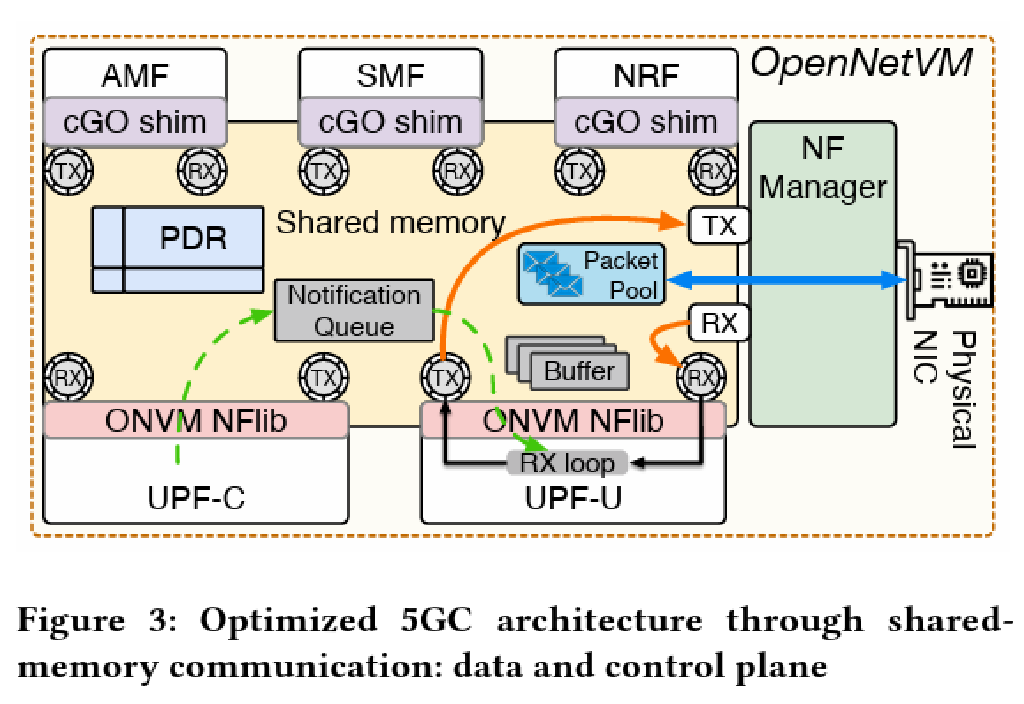 AMF
SMF
NRF
OpenNetVM
cGO shim
cGO shim
cGO shim
NF
Manager
TX
RX
TX
RX
TX
RX
PDR
Shared memory
TX
Packet
Pool
Notification
Queue
RX
Physical
NIC
RX
TX
TX
Buffer
RX
ONVM NFlib
ONVM NFlib
RX loop
UPF-C
UPF-U
Figure 3: Optimized 5GC architecture through shared-
memory communication: data and control plane